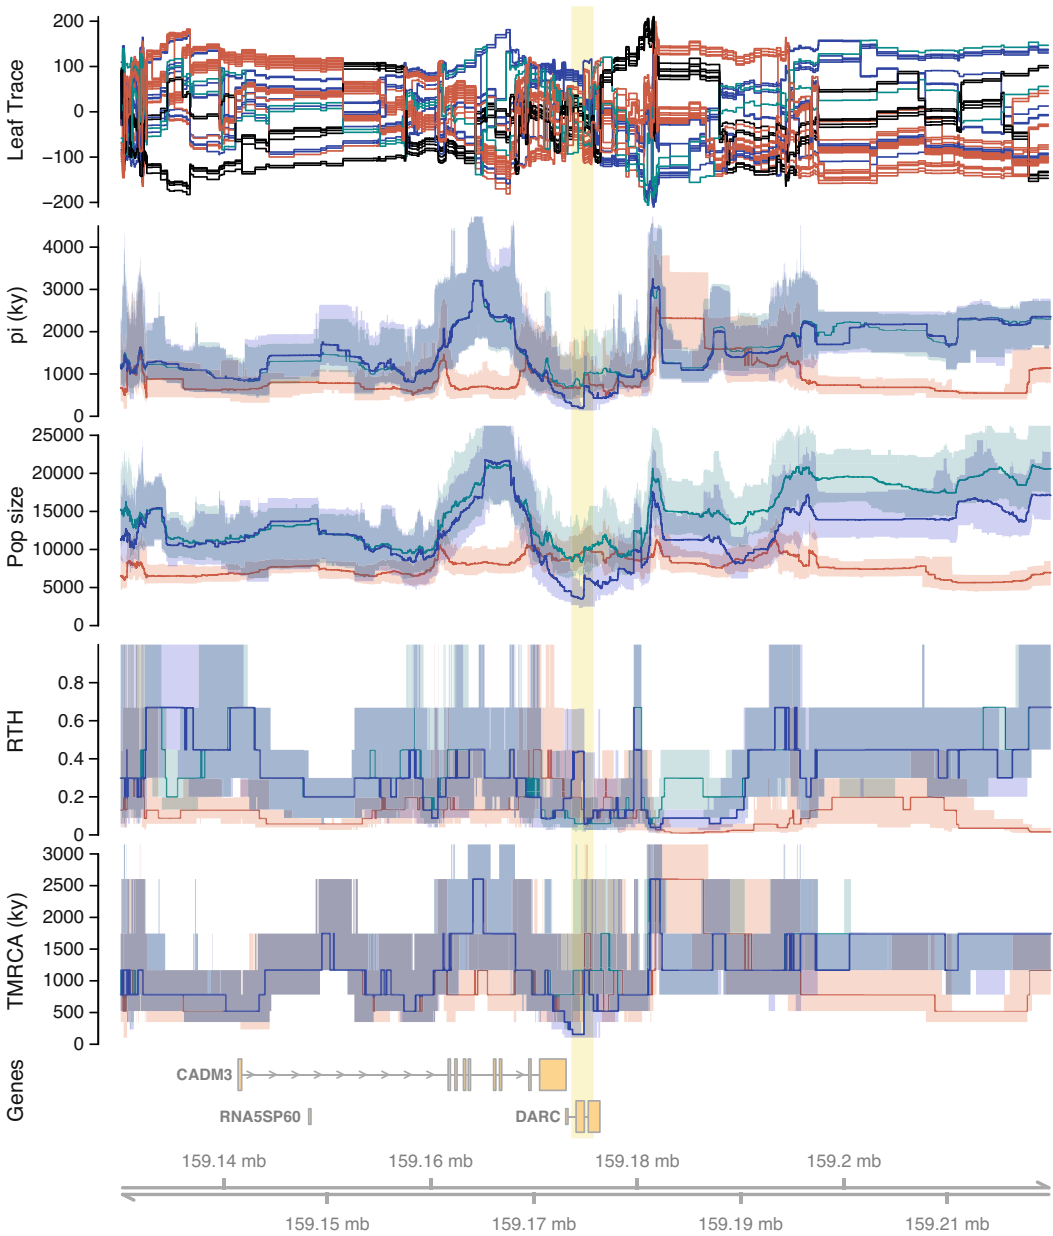 Leaf Trace
200
100
0
−100
−200
pi (ky)
4000
3000
2000
1000
0
Pop size
25000
20000
15000
10000
5000
0
RTH
0.8
0.6
0.4
0.2
0
TMRCA (ky)
3000
2500
2000
1500
1000
500
0
Genes
CADM3
RNA5SP60
DARC
159.14 mb
159.16 mb
159.18 mb
159.2 mb
159.15 mb
159.17 mb
159.19 mb
159.21 mb